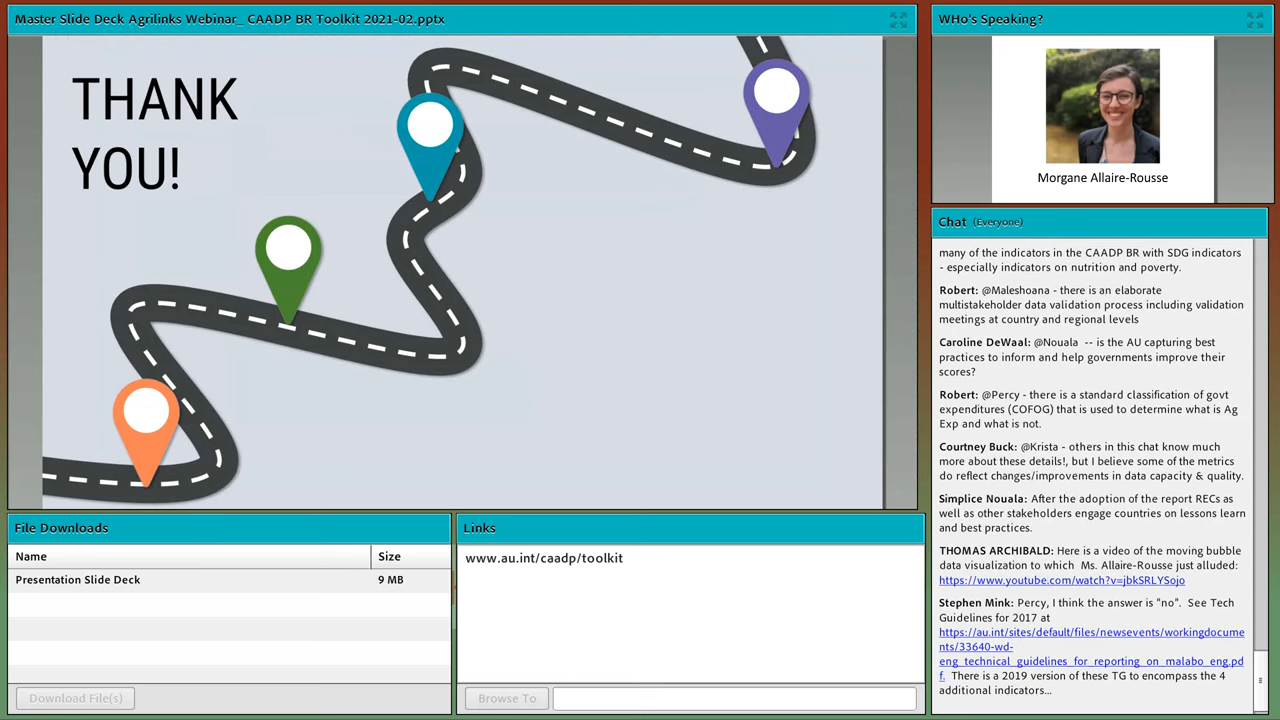 Master Slide Deck Agrilinks Webinar_ CAADP BR Toolkit 2021-02.pptx
THANK
YOU!
WHo's Speaking?
Morgane Allaire-Rousse
Chat (Everyone)
many of the indicators in the CAADP BR with SDG indicators
- especially indicators on nutrition and poverty.
Robert: @Maleshoana - there is an elaborate
multistakeholder data validation process including validation
meetings at country and regional levels
Caroline DeWaal: @Nouala -- is the AU capturing best
practices to inform and help governments improve their
scores?
Robert: @Percy - there is a standard classification of govt
expenditures (COFOG) that is used to determine what is Ag
Exp and what is not.
Courtney Buck: @Krista - others in this chat know much
more about these details!, but I believe some of the metrics
do reflect changes/improvements in data capacity & quality.
Simplice Nouala: After the adoption of the report RECs as
well as other stakeholders engage countries on lessons learn
and best practices.
THOMAS ARCHIBALD: Here is a video of the moving bubble
data visualization to which Ms. Allaire-Rousse just alluded:
https://www.youtube.com/watch?v=jbkSRLYSojo
Stephen Mink: Percy, I think the answer is "no". See Tech
Guidelines for 2017 at
https://au.int/sites/default/files/newsevents/workingdocume
nts/33640-wd-
eng_technical_guidelines_for_reporting_on_malabo_eng.pd
f. There is a 2019 version of these TG to encompass the 4
additional indicators...
File Downloads
Name Size
Presentation Slide Deck 9 MB
Download File(s)
Links
www.au.int/caadp/toolkit
Browse To